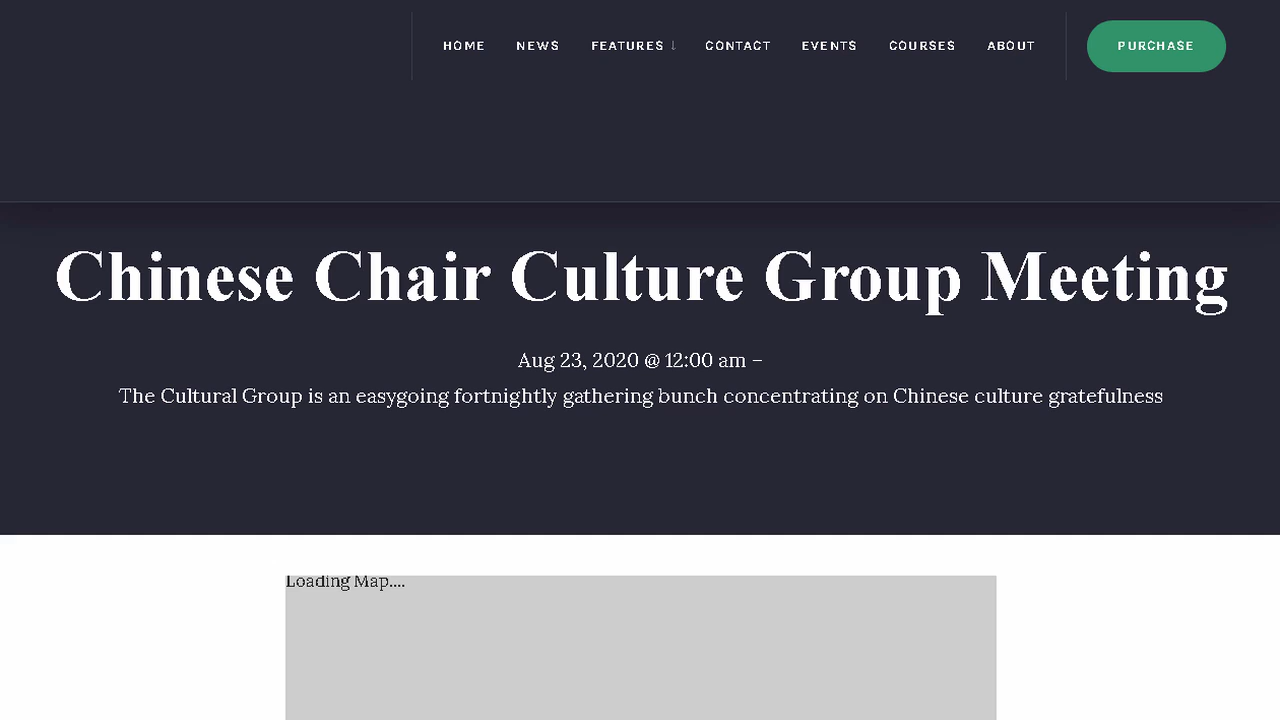 HOME NEWS FEATURES ↓ CONTACT EVENTS COURSES ABOUT PURCHASE
Chinese Chair Culture Group Meeting
Aug 23, 2020 @ 12:00 am –
The Cultural Group is an easygoing fortnightly gathering bunch concentrating on Chinese culture gratefulness
Loading Map....